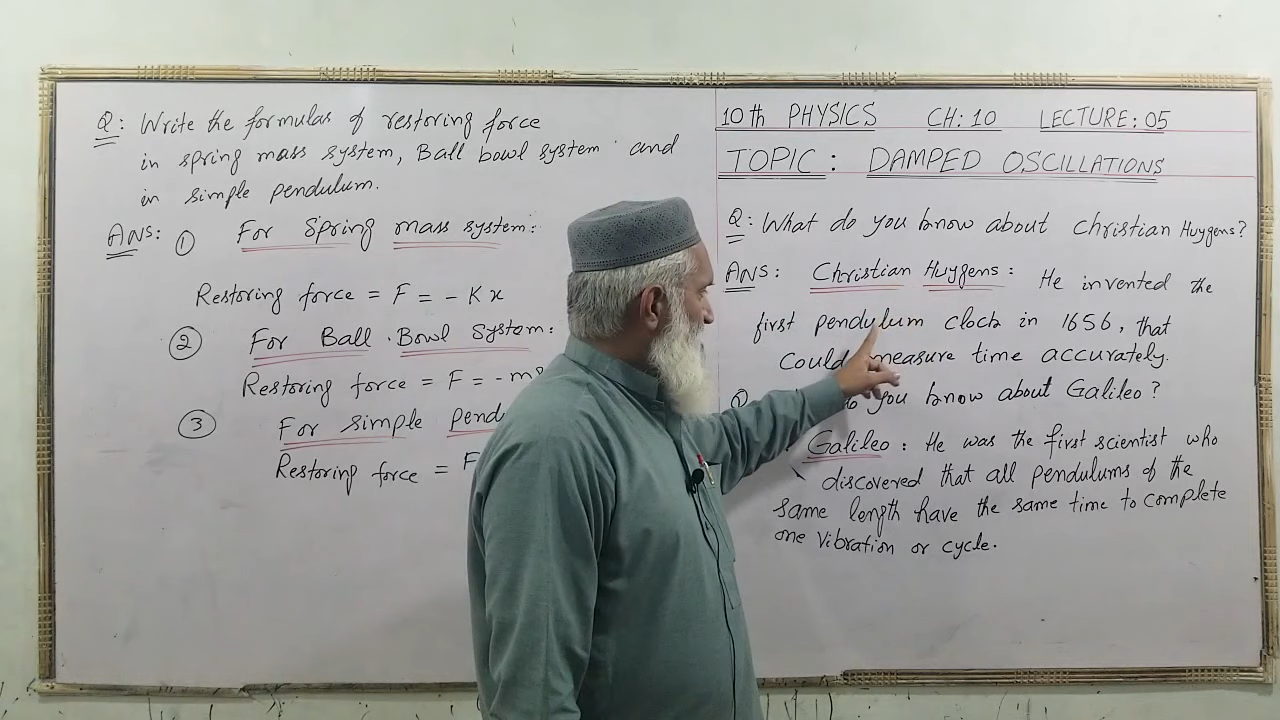 Q: Write the formulas of restoring force
in spring mass system, Ball bowl system and
in simple pendulum.
ANS: 1 For Spring mass system:
Restoring force = F = - Kx
2 For Ball Bowl System:
Restoring force = F = - m
3 For simple pend
Restoring force = F
10th PHYSICS CH: 10 LECTURE: 05
TOPIC: DAMPED OSCILLATIONS
Q: What do you know about Christian Huygens?
ANS: Christian Huygens: He invented the
first pendulum clock in 1656, that
could measure time accurately.
you know about Galileo?
Galileo: He was the first scientist who
discovered that all pendulums of the
same length have the same time to complete
one vibration or cycle.